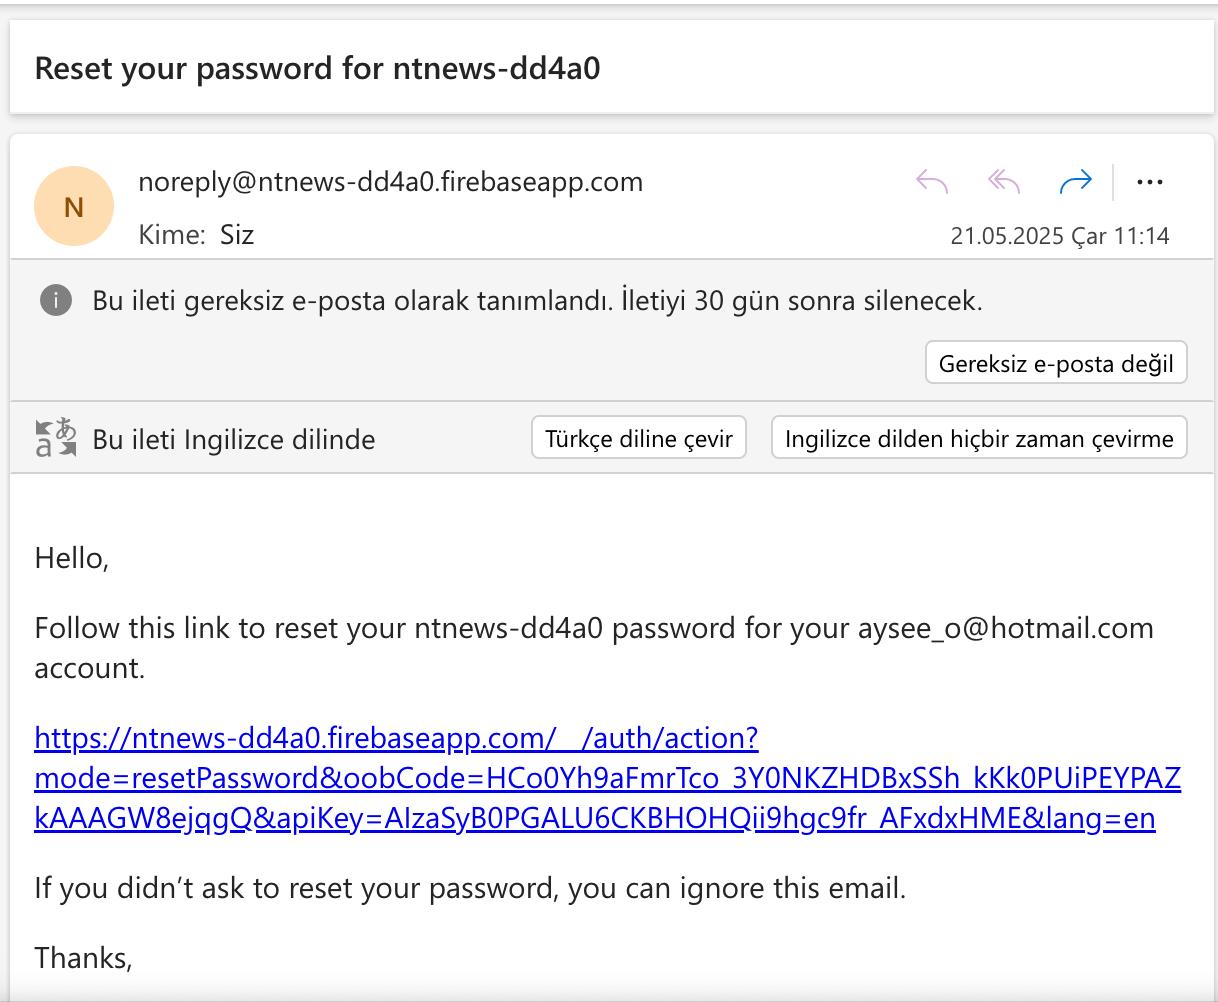 Reset your password for ntnews-dd4a0
N
noreply@ntnews-dd4a0.firebaseapp.com
Kime: Siz
21.05.2025 Çar 11:14
Bu ileti gereksiz e-posta olarak tanımlandı. İletiyi 30 gün sonra silenecek.
Gereksiz e-posta değil
Bu ileti Ingilizce dilinde
Türkçe diline çevir
Ingilizce dilden hiçbir zaman çevirme
Hello,
Follow this link to reset your ntnews-dd4a0 password for your aysee_o@hotmail.com
account.
https://ntnews-dd4a0.firebaseapp.com/__/auth/action?
mode=resetPassword&oobCode=HCo0Yh9aFmrTco_3Y0NKZHDBxSSh_kKk0PUiPEYPAZ
kAAAGW8ejqgQ&apiKey=AIzaSyB0PGALU6CKBHOHQii9hgc9fr_AFxdxHME&lang=en
If you didn’t ask to reset your password, you can ignore this email.
Thanks,